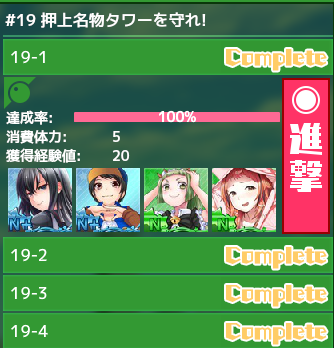 #19 押上名物タワーを守れ!
19-1 Complete
達成率: 100%
消費体力: 5
獲得経験値: 20
進撃
N+ N+ N N
19-2 Complete
19-3 Complete
19-4 Complete